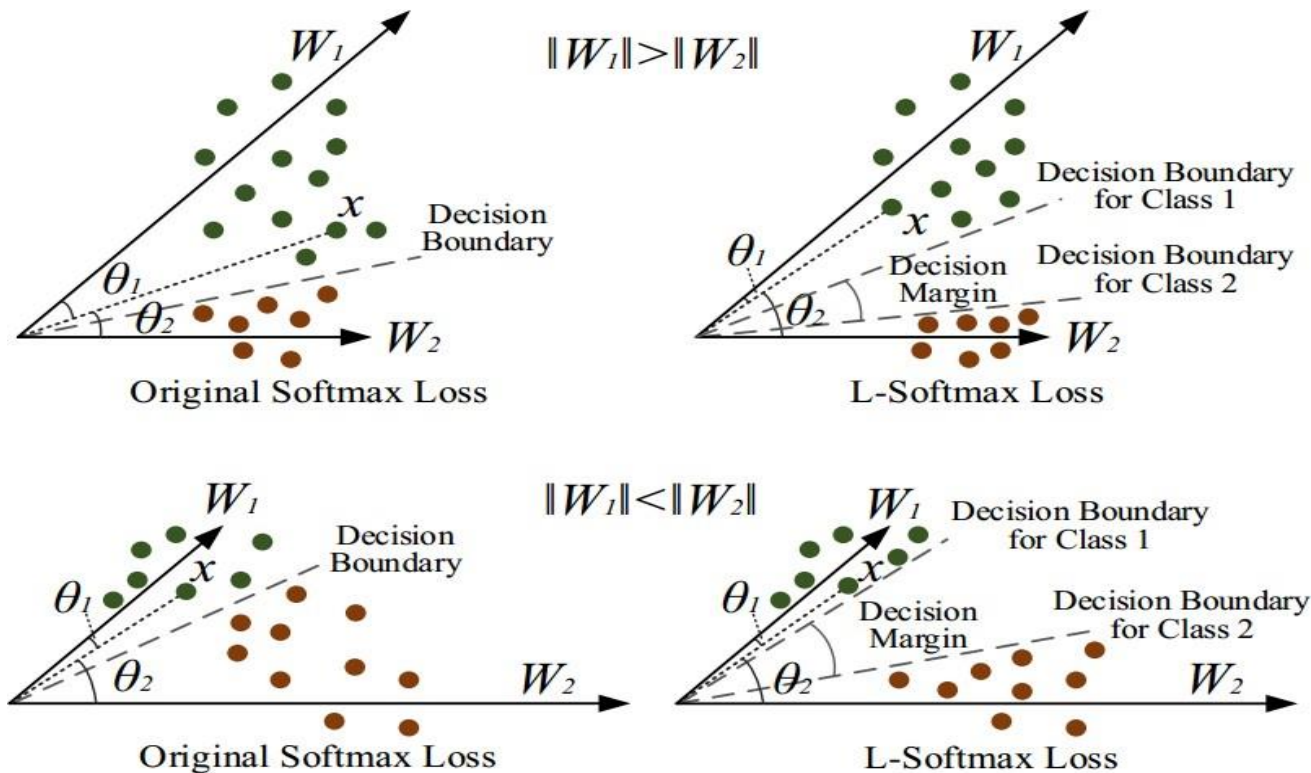 W₁
‖W₁‖>‖W₂‖
W₁
x
Decision
Boundary
θ₁
θ₂
W₂
Original Softmax Loss
Decision Boundary
for Class 1
x
θ₁
Decision
Margin
Decision Boundary
for Class 2
θ₂
W₂
L-Softmax Loss
W₁
‖W₁‖<‖W₂‖
W₁
Decision
Boundary
x
θ₁
θ₂
W₂
Original Softmax Loss
Decision Boundary
for Class 1
x
θ₁
Decision
Margin
Decision Boundary
for Class 2
θ₂
W₂
L-Softmax Loss